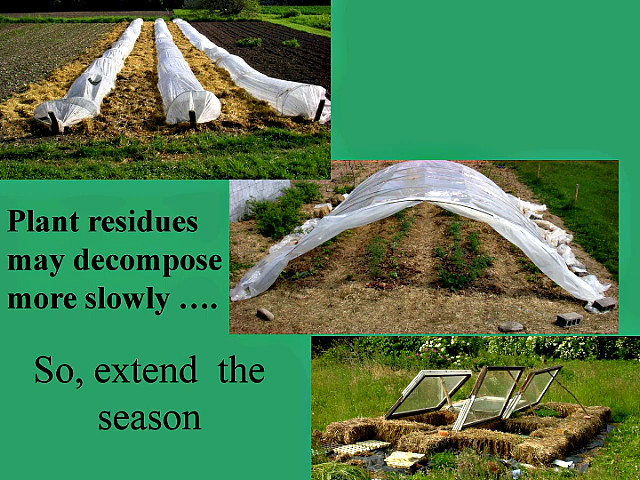 Plant residues
may decompose
more slowly ….
So, extend  the
season